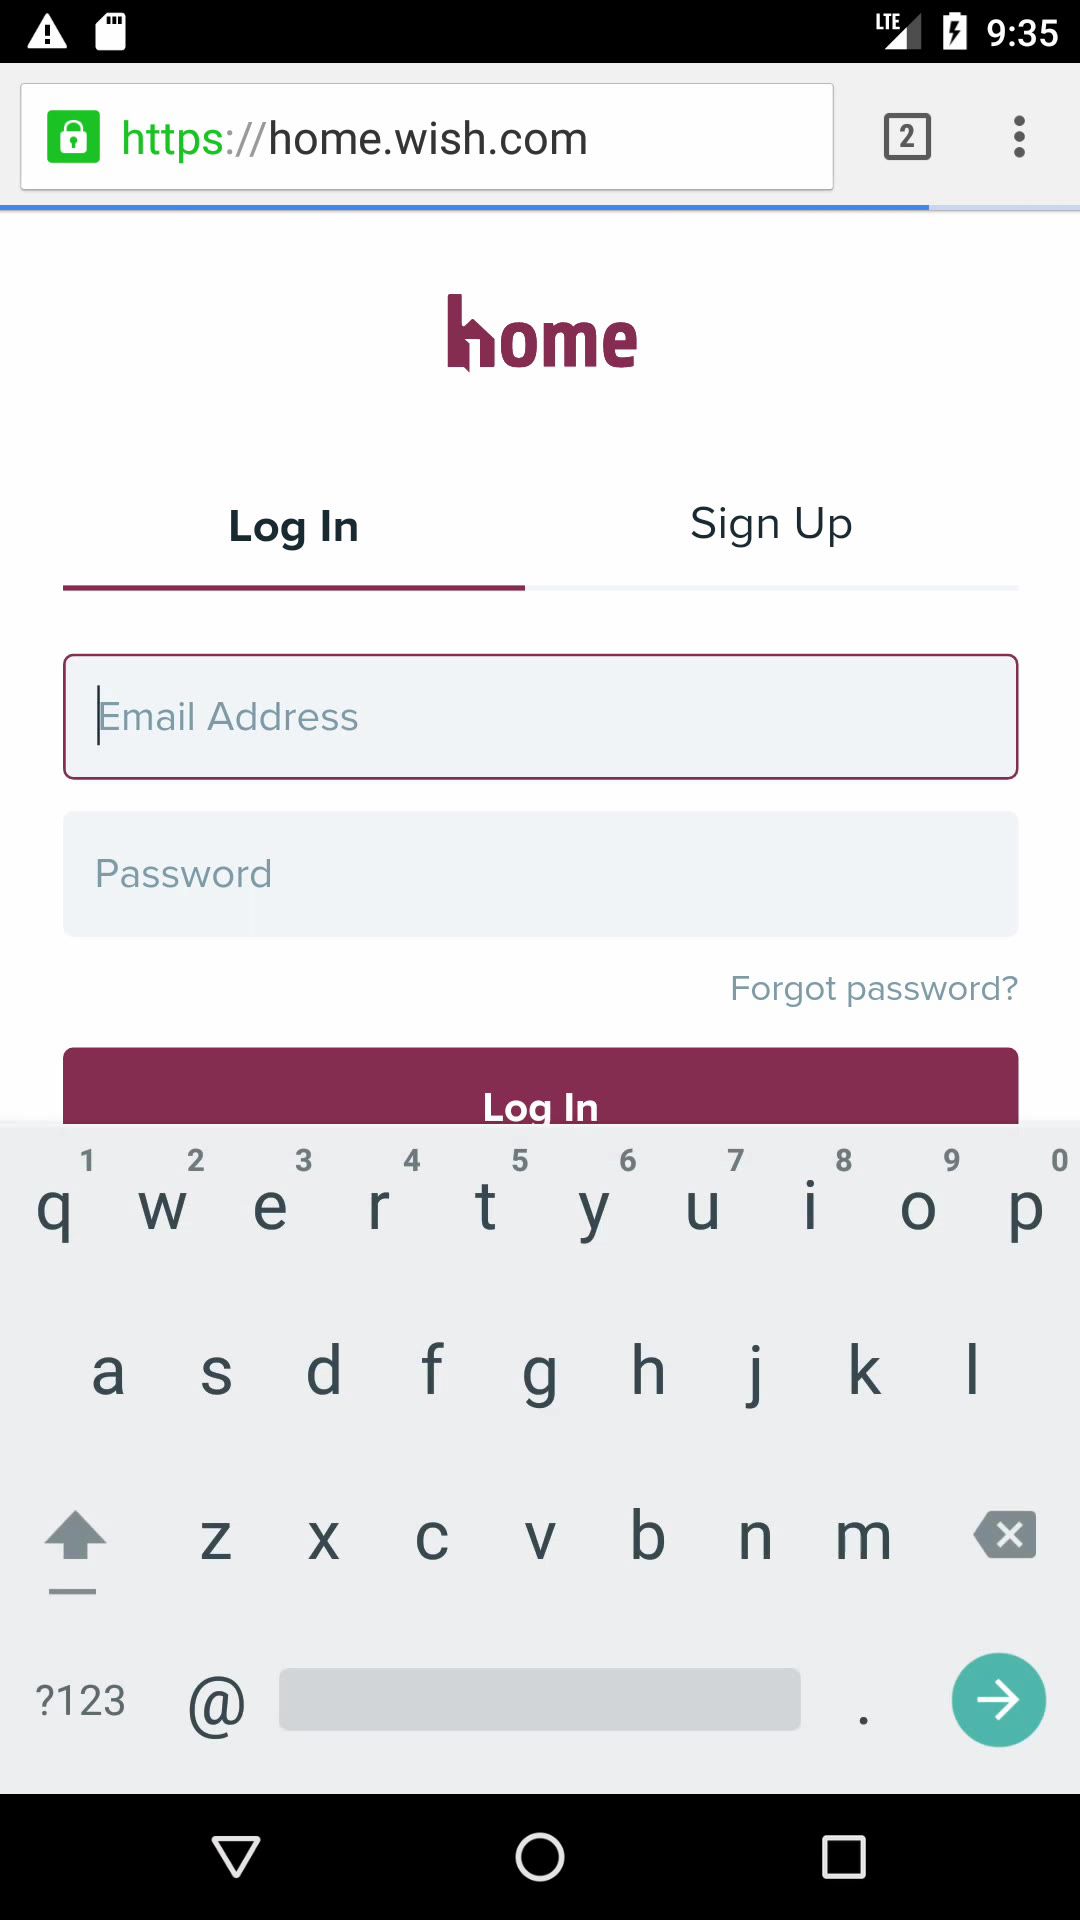 LTE 9:35
https://home.wish.com 2
home
Log In Sign Up
Email Address
Password
Forgot password?
Log In
1 2 3 4 5 6 7 8 9 0
q w e r t y u i o p
a s d f g h j k l
z x c v b n m
?123 @ .